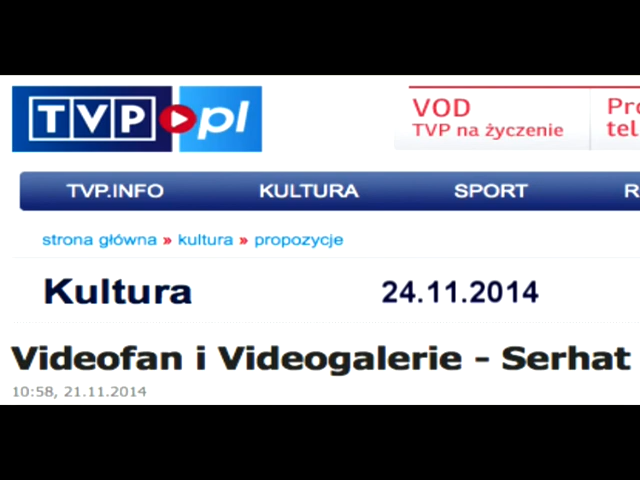 TVP.pl
VOD
TVP na życzenie
Pro
tel
TVP.INFO KULTURA SPORT R
strona główna » kultura » propozycje
Kultura 24.11.2014
Videofan i Videogalerie - Serhat
10:58, 21.11.2014